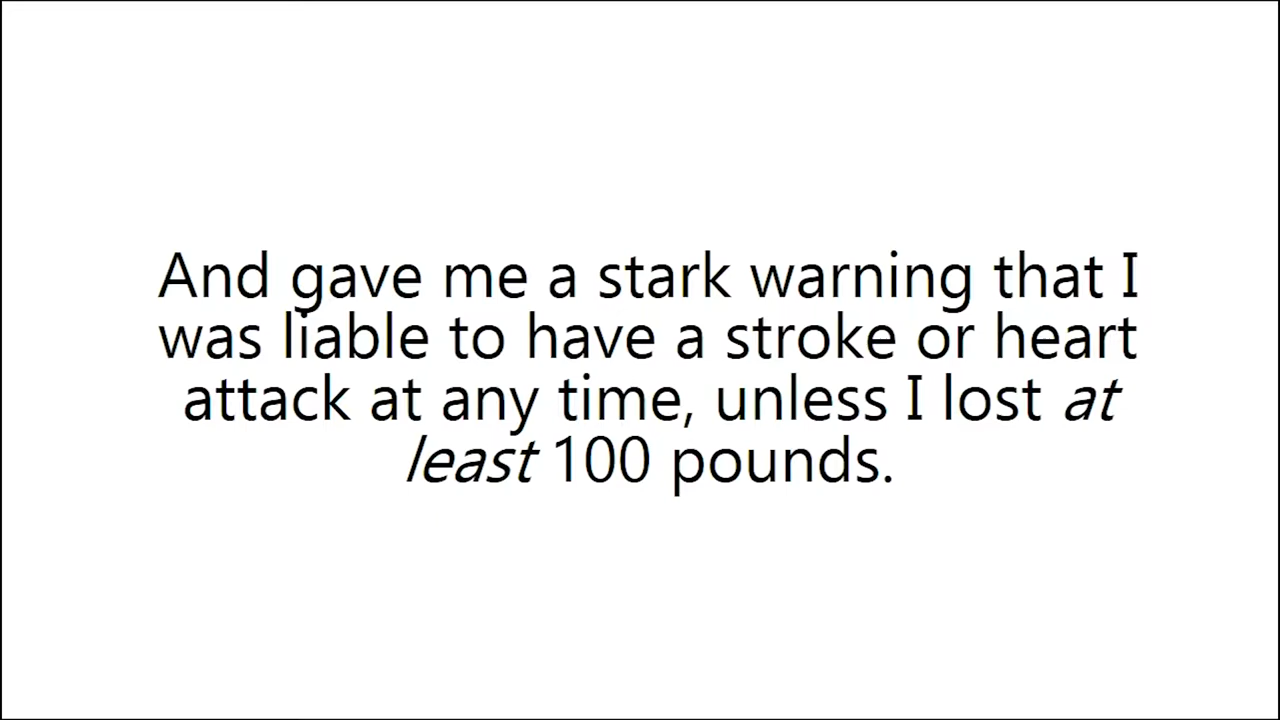 And gave me a stark warning that I
was liable to have a stroke or heart
attack at any time, unless I lost at
least 100 pounds.